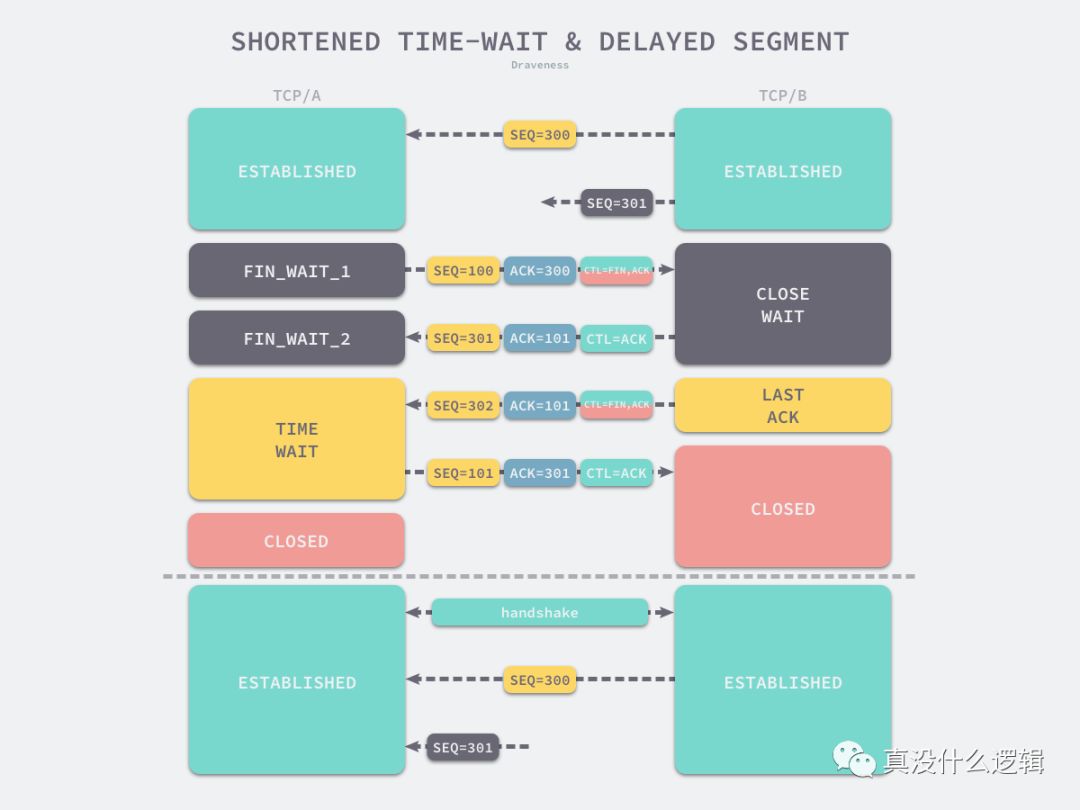 SHORTENED TIME-WAIT & DELAYED SEGMENT
Draveness
TCP/A
TCP/B
ESTABLISHED
SEQ=300
ESTABLISHED
SEQ=301
FIN_WAIT_1
SEQ=100
ACK=300
CTL=FIN,ACK
CLOSE
WAIT
FIN_WAIT_2
SEQ=301
ACK=101
CTL=ACK
TIME
WAIT
SEQ=302
ACK=101
CTL=FIN,ACK
LAST
ACK
SEQ=101
ACK=301
CTL=ACK
CLOSED
CLOSED
handshake
ESTABLISHED
SEQ=300
ESTABLISHED
SEQ=301
真没什么逻辑